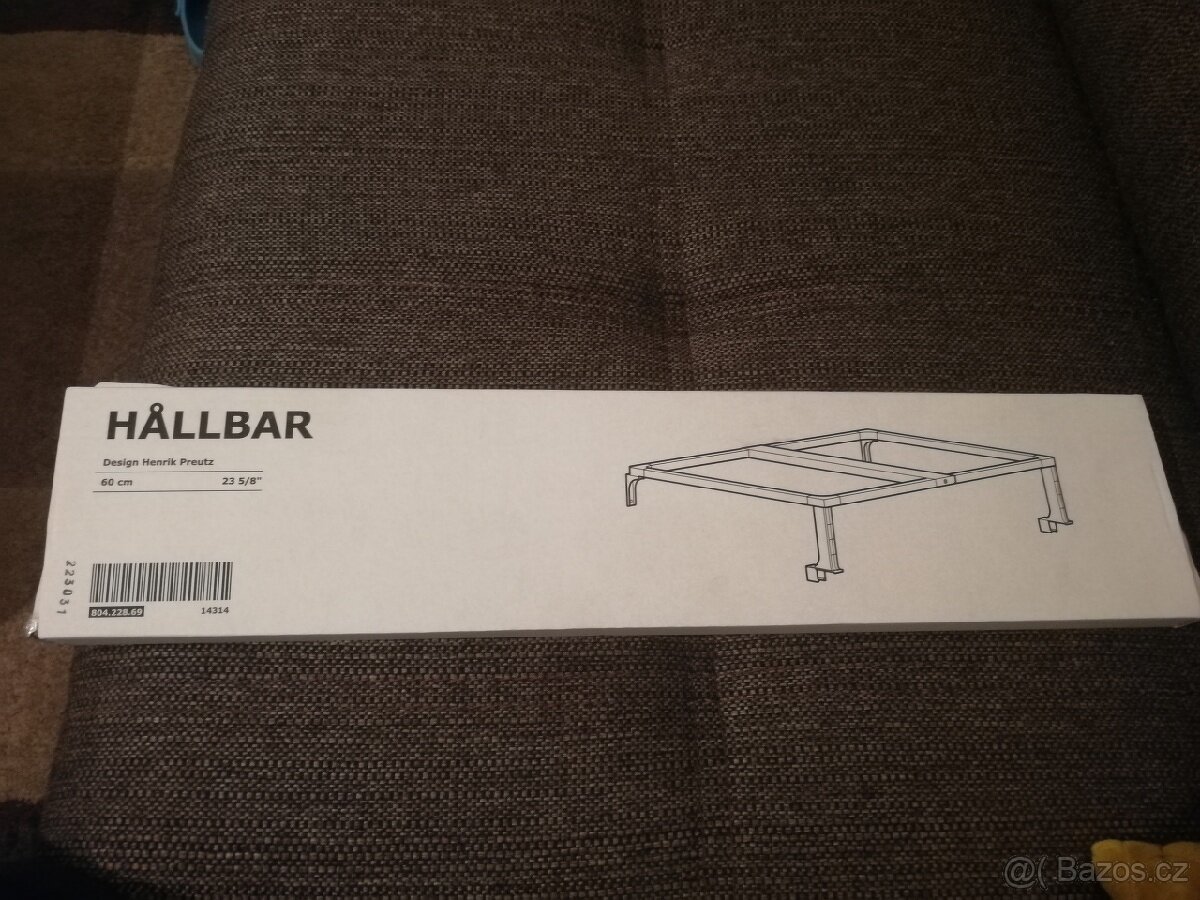 HÅLLBAR
Design Henrik Preutz
60 cm 23 5/8"
223031
804.228.69 14314
@( Bazos.cz